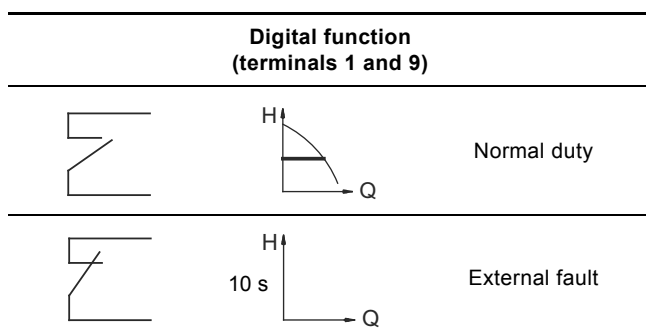 Digital function
(terminals 1 and 9)
H
Q
Normal duty
H
10 s
Q
External fault